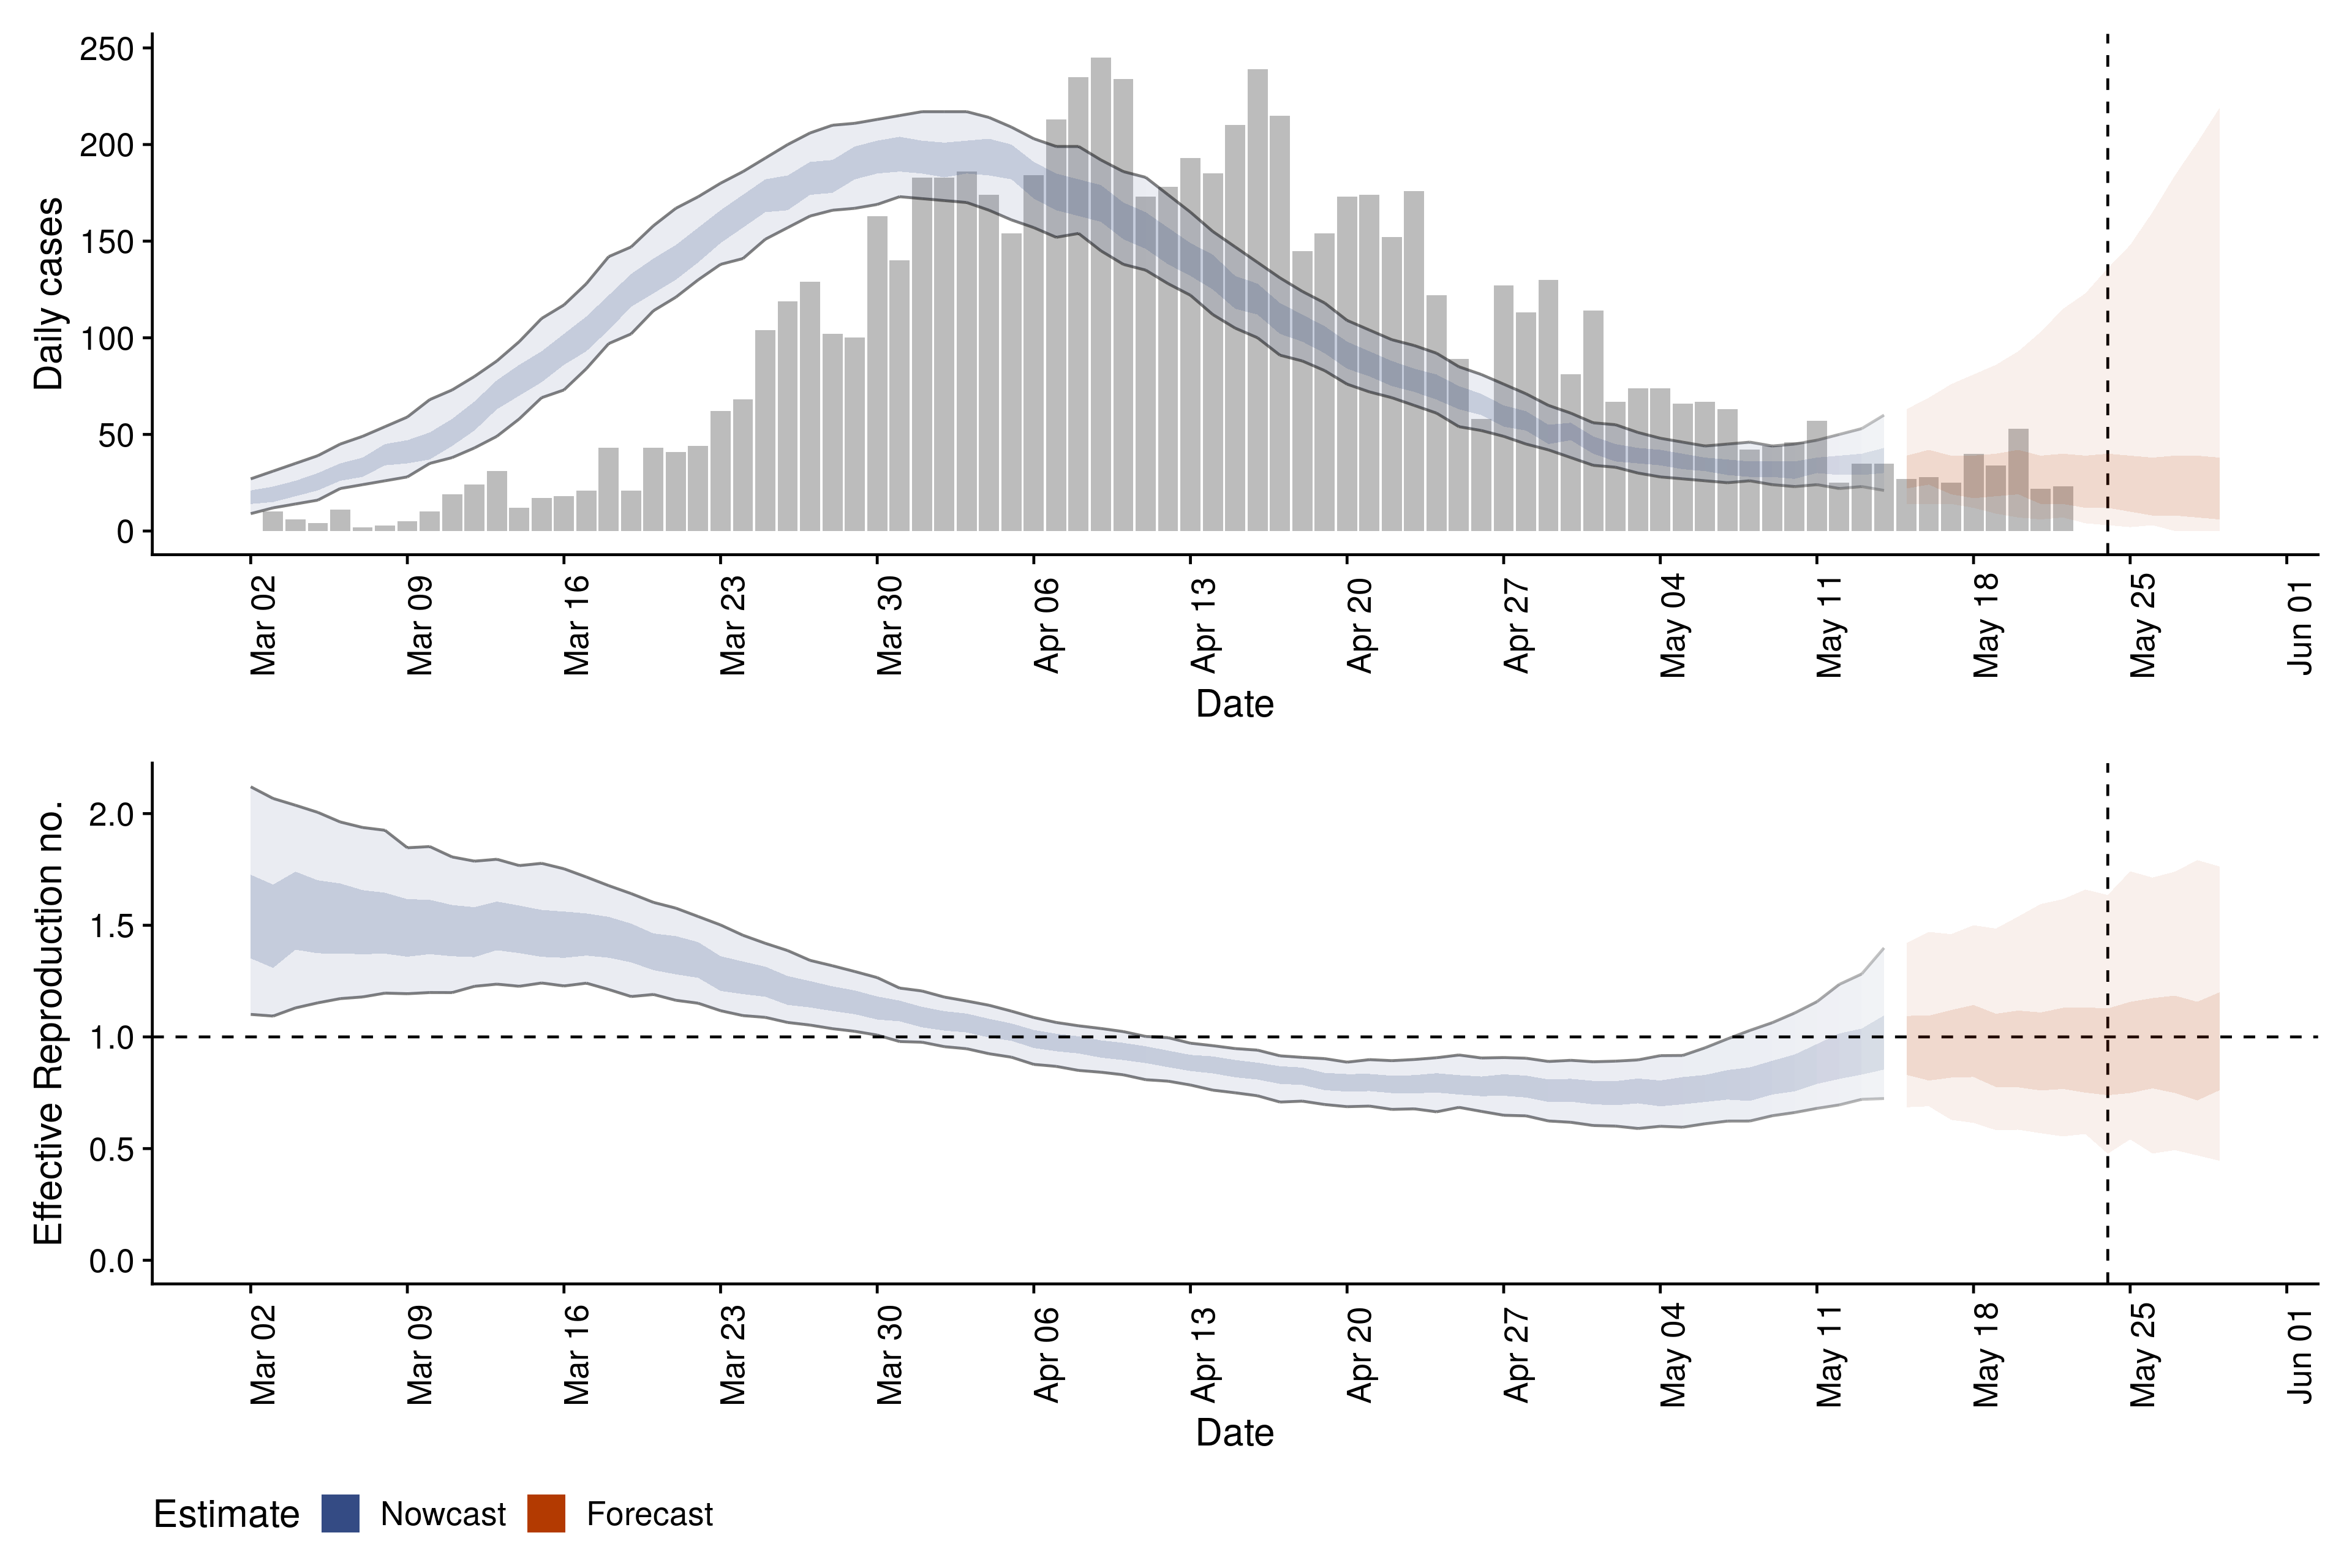 250
200
150
100
50
0
Daily cases
Mar 02
Mar 09
Mar 16
Mar 23
Mar 30
Apr 06
Apr 13
Apr 20
Apr 27
May 04
May 11
May 18
May 25
Jun 01
Date
2.0
1.5
1.0
0.5
0.0
Effective Reproduction no.
Mar 02
Mar 09
Mar 16
Mar 23
Mar 30
Apr 06
Apr 13
Apr 20
Apr 27
May 04
May 11
May 18
May 25
Jun 01
Date
Estimate Nowcast Forecast